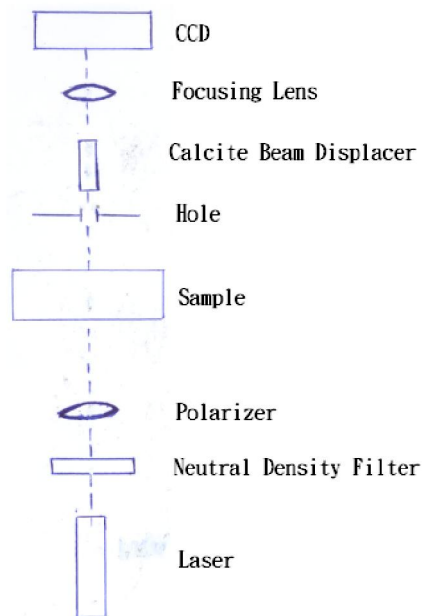 CCD
Focusing Lens
Calcite Beam Displacer
Hole
Sample
Polarizer
Neutral Density Filter
Laser